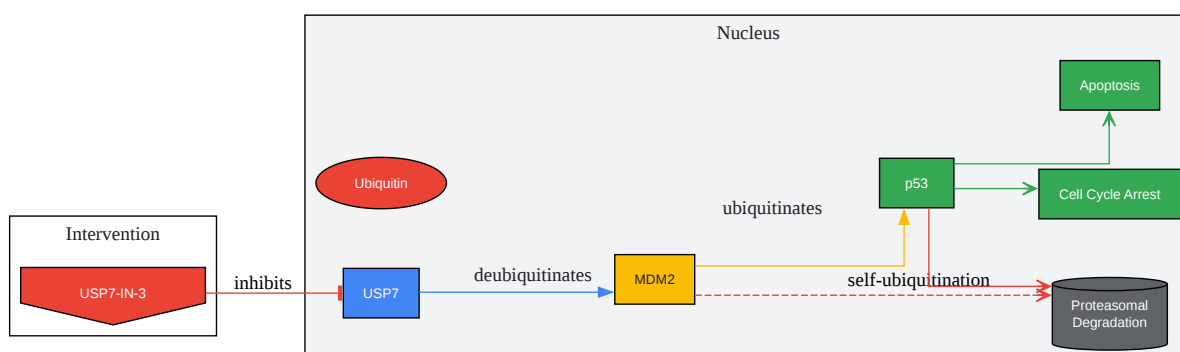 Nucleus
Apoptosis
Ubiquitin
p53
Cell Cycle Arrest
ubiquitinates
Intervention
USP7-IN-3
inhibits
USP7
deubiquitinates
MDM2
self-ubiquitination
Proteasomal
Degradation